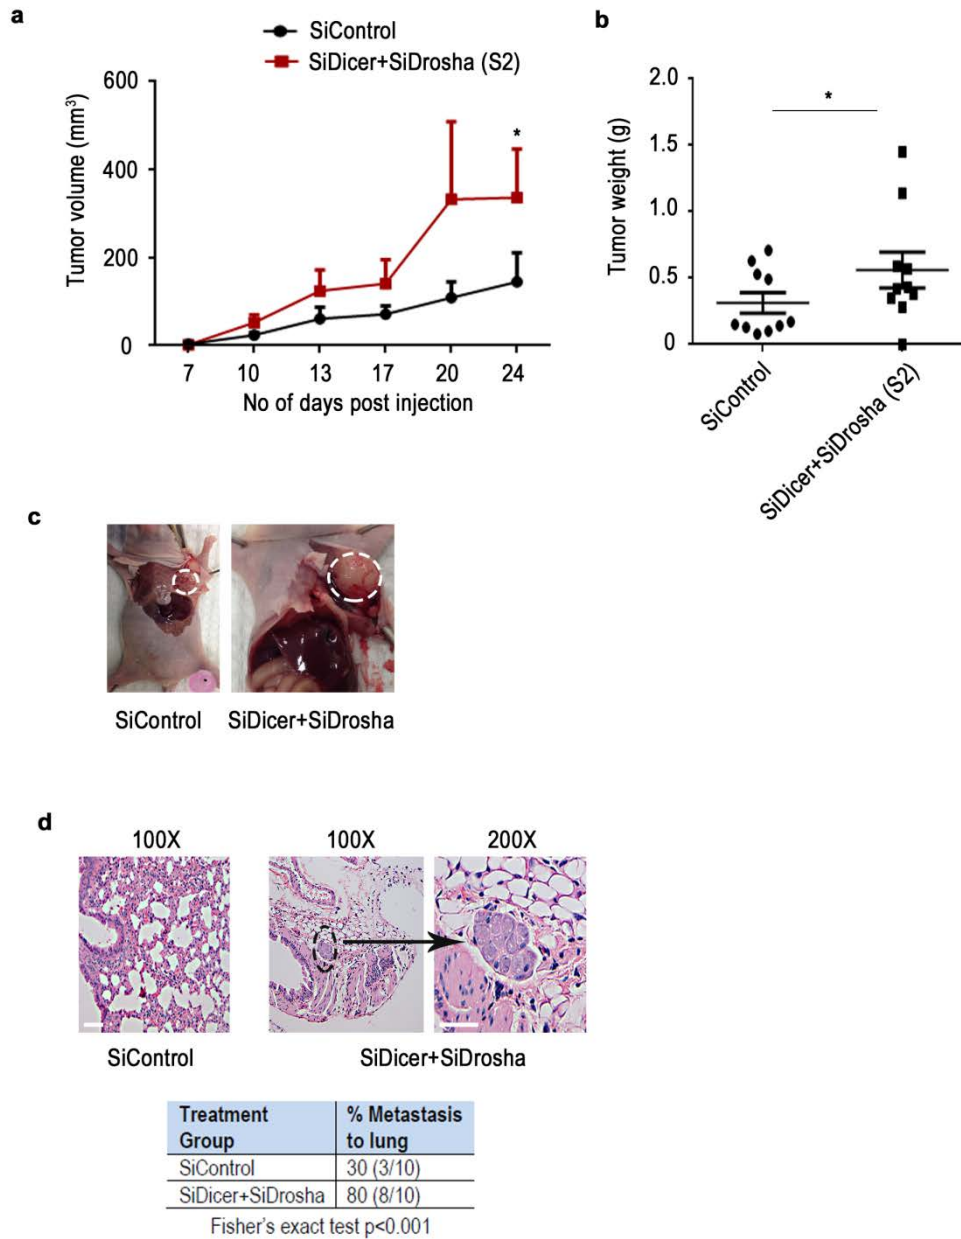 a
SiControl
SiDicer+SiDrosha (S2)
600
400
200
0
Tumor volume (mm³)
*
7 10 13 17 20 24
No of days post injection
b
2.0
1.5
1.0
0.5
0
Tumor weight (g)
*
SiControl
SiDicer+SiDrosha (S2)
c
SiControl SiDicer+SiDrosha
d
100X 100X 200X
SiControl SiDicer+SiDrosha
Treatment Group % Metastasis to lung
SiControl 30 (3/10)
SiDicer+SiDrosha 80 (8/10)
Fisher's exact test p<0.001